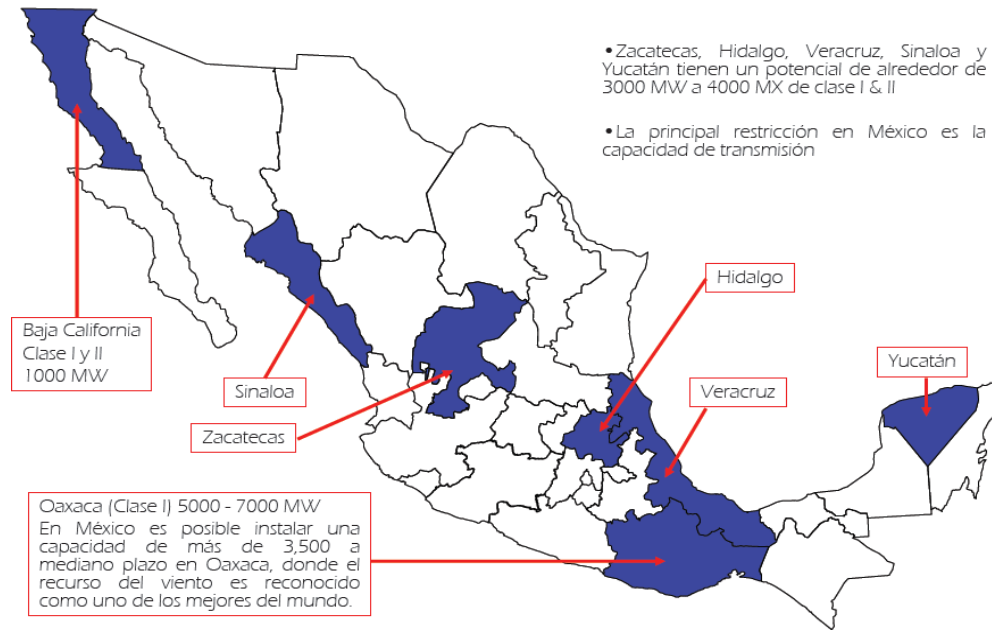 •Zacatecas, Hidalgo, Veracruz, Sinaloa y
Yucatán tienen un potencial de alrededor de
3000 MW a 4000 MX de clase I & II
•La principal restricción en México es la
capacidad de transmisión
Hidalgo
Baja California
Clase I y II
1000 MW
Yucatán
Sinaloa
Veracruz
Zacatecas
Oaxaca (Clase I) 5000 - 7000 MW
En México es posible instalar una
capacidad de más de 3,500 a
mediano plazo en Oaxaca, donde el
recurso del viento es reconocido
como uno de los mejores del mundo.